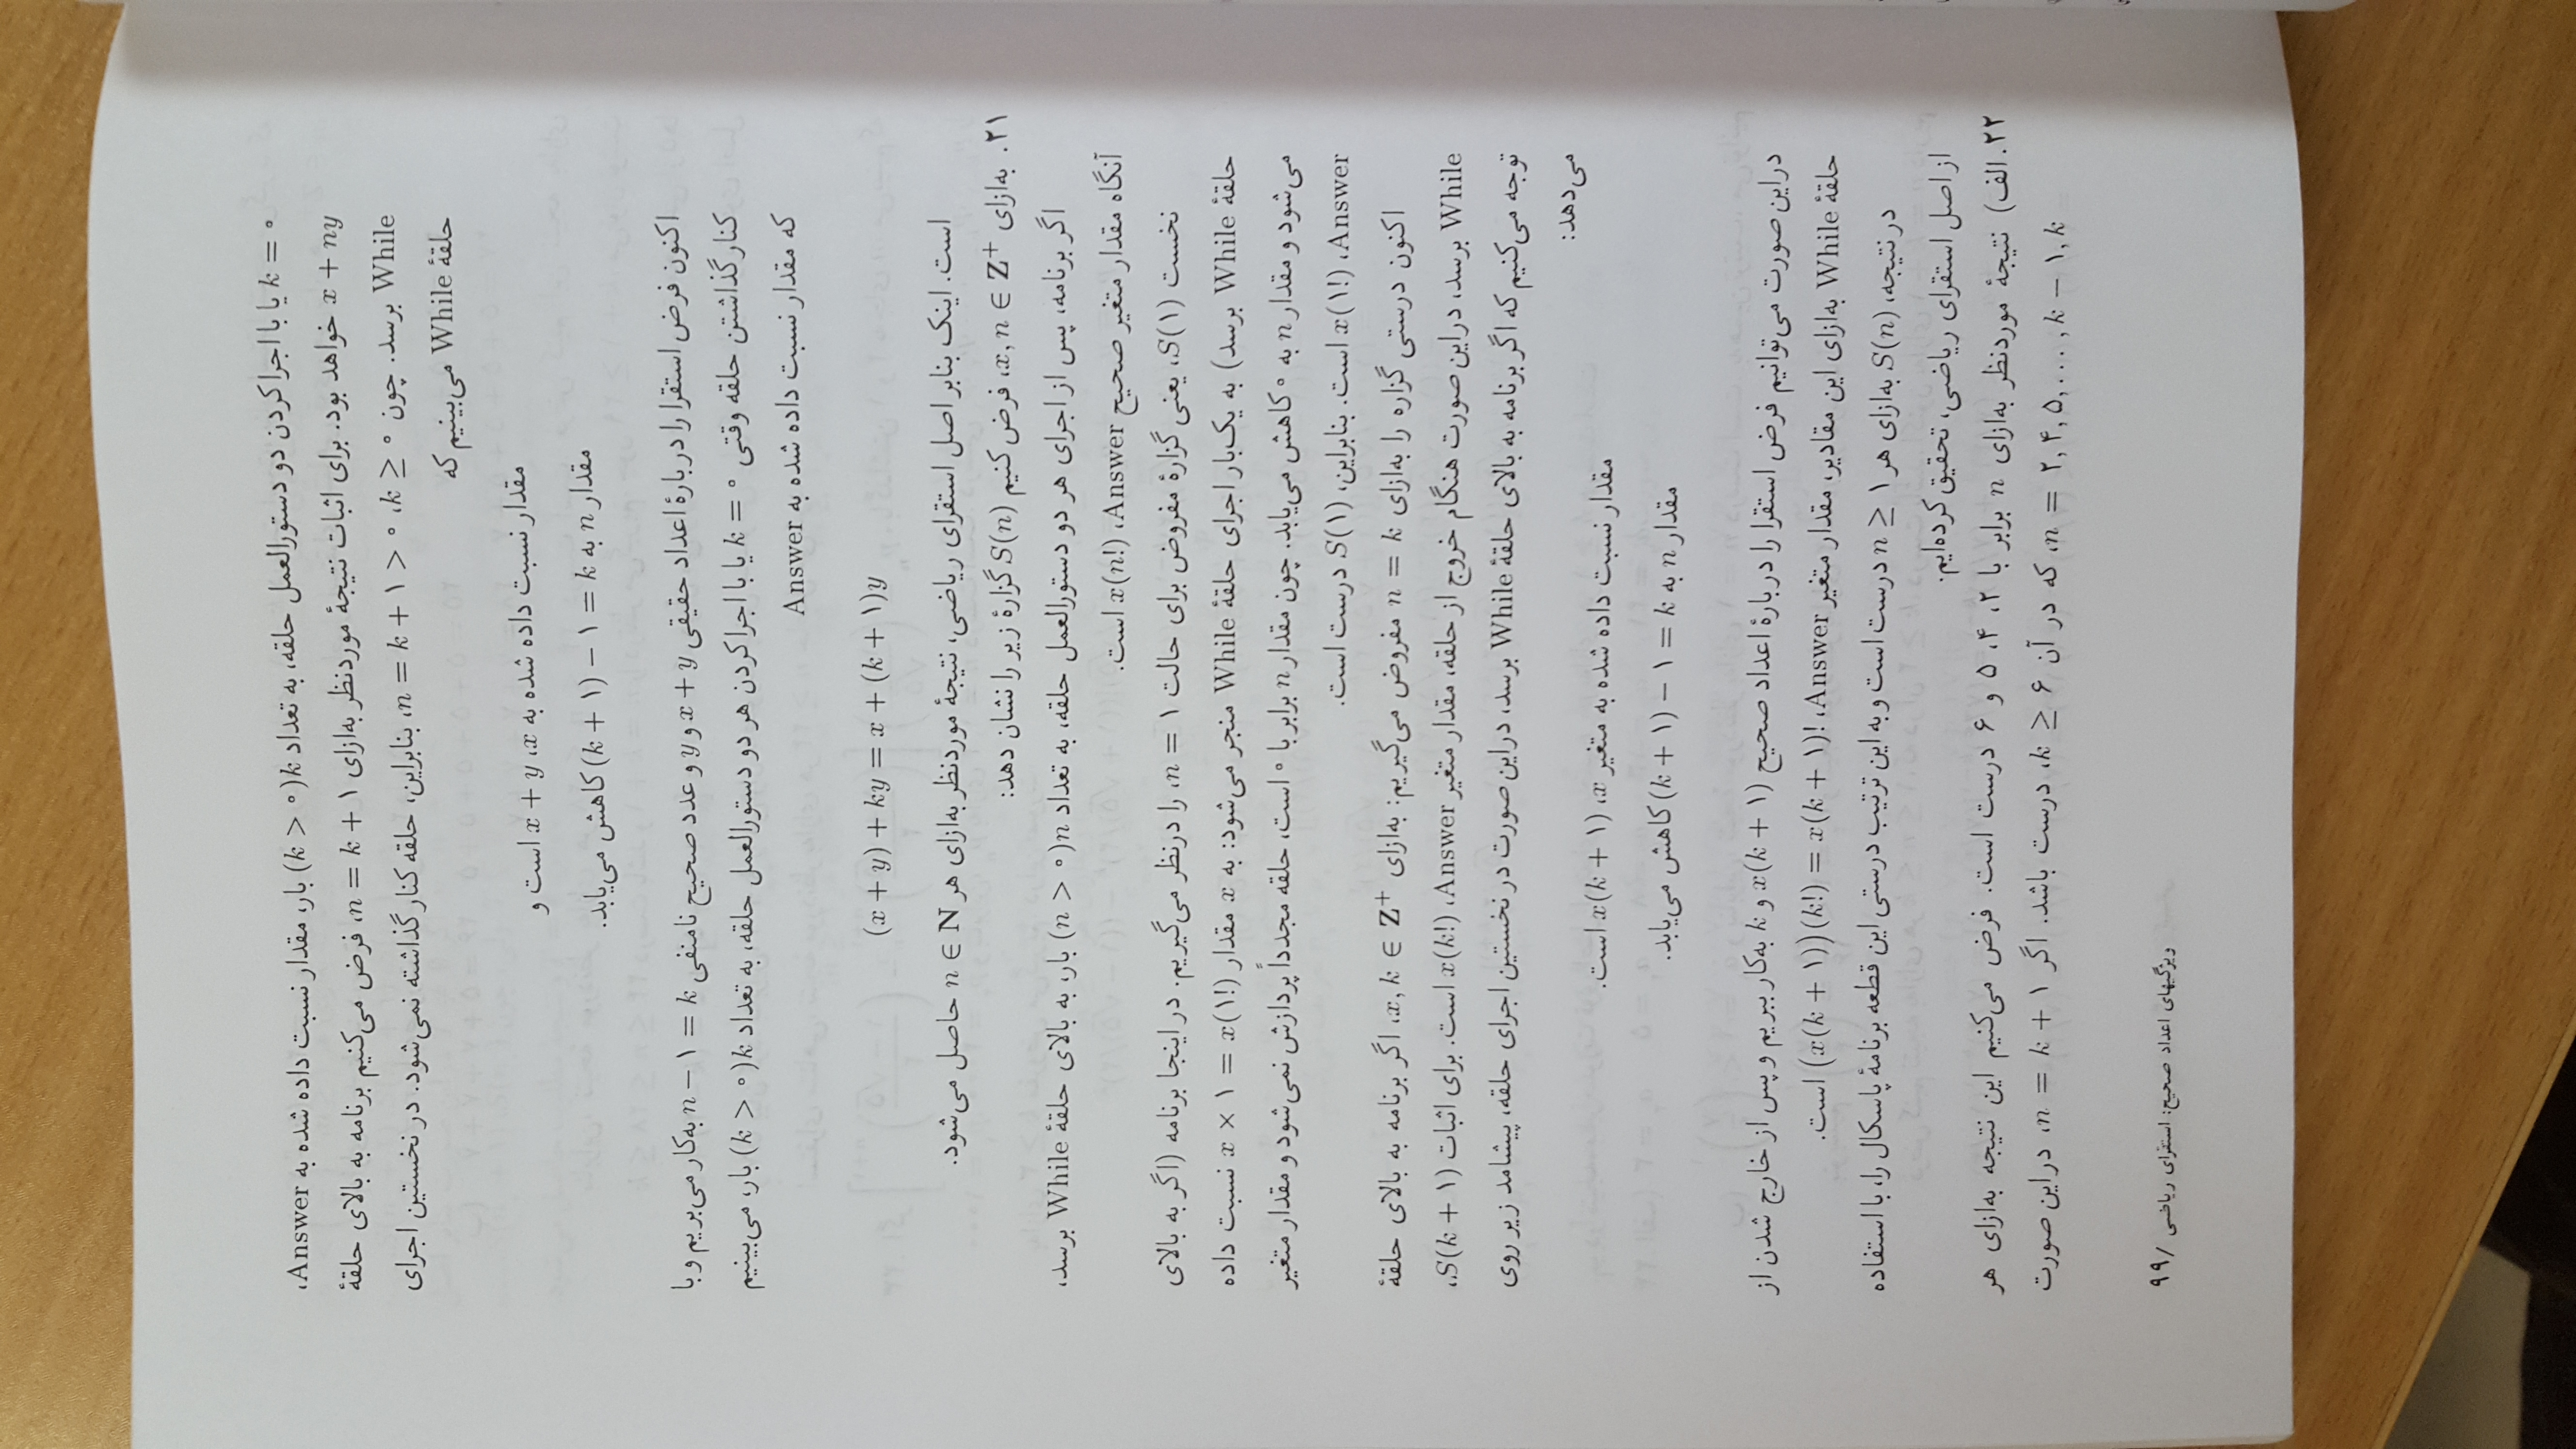 k = ۰ یا با اجرا کردن دو دستورالعمل حلقه، به تعداد k(k > ۰) بار، مقدار نسبت داده شده به Answer،
x + ny خواهد بود. برای اثبات نتیجهٔ موردنظر به‌ازای n = k + ۱، فرض می‌کنیم برنامه به بالای حلقهٔ
While برسد. چون k ≥ ۰، n = k + ۱ > ۰، بنابراین، حلقه کنار گذاشته نمی‌شود. در نخستین اجرای
حلقهٔ While می‌بینیم که
مقدار نسبت داده شده به x، x + y است و
مقدار n به (k + ۱) − ۱ = k کاهش می‌یابد.
اکنون فرض استقرا را دربارهٔ اعداد حقیقی x + y و y و عدد صحیح نامنفی n − ۱ = k به‌کار می‌بریم و با
کنار گذاشتن حلقه وقتی k = ۰ یا با اجرا کردن هر دو دستورالعمل حلقه، به تعداد k(k > ۰) بار، می‌بینیم
که مقدار نسبت داده شده به Answer
(x + y) + ky = x + (k + ۱)y
است. اینک بنابر اصل استقرای ریاضی، نتیجهٔ موردنظر به‌ازای هر n ∈ N حاصل می‌شود.
۲۱. به‌ازای x, n ∈ Z⁺، فرض کنیم S(n) گزارهٔ زیر را نشان دهد:
اگر برنامه، پس از اجرای هر دو دستورالعمل حلقه، به تعداد n(n > ۰) بار، به بالای حلقهٔ While برسد،
آنگاه مقدار متغیر صحیح Answer، x(n!) است.
نخست S(۱)، یعنی گزارهٔ مفروض برای حالت n = ۱، را درنظر می‌گیریم. در اینجا برنامه (اگر به بالای
حلقهٔ While برسد) به یک‌بار اجرای حلقهٔ While منجر می‌شود: به x مقدار x × ۱ = x(۱!) نسبت داده
می‌شود و مقدار n به ۰ کاهش می‌یابد. چون مقدار n برابر با ۰ است، حلقه مجدداً پردازش نمی‌شود و مقدار متغیر
Answer، x(۱!) است. بنابراین، S(۱) درست است.
اکنون درستی گزاره را به‌ازای n = k مفروض می‌گیریم: به‌ازای x, k ∈ Z⁺، اگر برنامه به بالای حلقهٔ
While برسد، دراین صورت هنگام خروج از حلقه، مقدار متغیر Answer، x(k!) است. برای اثبات S(k + ۱)،
توجه می‌کنیم که اگر برنامه به بالای حلقهٔ While برسد، دراین صورت در نخستین اجرای حلقه، پیشامد زیر روی
می‌دهد:
مقدار نسبت داده شده به متغیر x، x(k + ۱) است.
مقدار n به (k + ۱) − ۱ = k کاهش می‌یابد.
دراین صورت می‌توانیم فرض استقرا را دربارهٔ اعداد صحیح x(k + ۱) و k به‌کار ببریم و پس از خارج شدن از
حلقهٔ While به‌ازای این مقادیر، مقدار متغیر Answer، (x(k + ۱))(k!) = x(k + ۱)! است.
در نتیجه، S(n) به‌ازای هر n ≥ ۱ درست است و به این ترتیب درستی این قطعه برنامهٔ پاسکال را، با استفاده
از اصل استقرای ریاضی، تحقیق کرده‌ایم.
۲۲. الف) نتیجهٔ موردنظر به‌ازای n برابر با ۲، ۴، ۵ و ۶ درست است. فرض می‌کنیم این نتیجه به‌ازای هر
n = ۲, ۴, ۵, ..., k − ۱, k، که در آن k ≥ ۶، درست باشد. اگر n = k + ۱، دراین صورت
ویژگیهای اعداد صحیح: استقرای ریاضی /۹۹